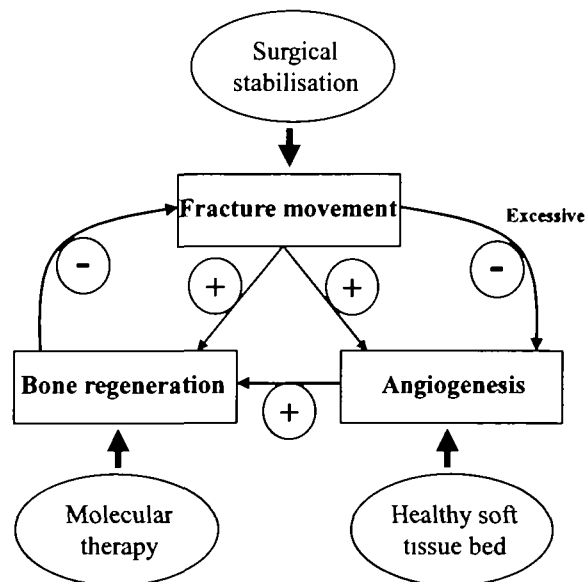 Surgical
stabilisation
Fracture movement
Excessive
-
-
+
+
Bone regeneration
Angiogenesis
+
Molecular
therapy
Healthy soft
tissue bed